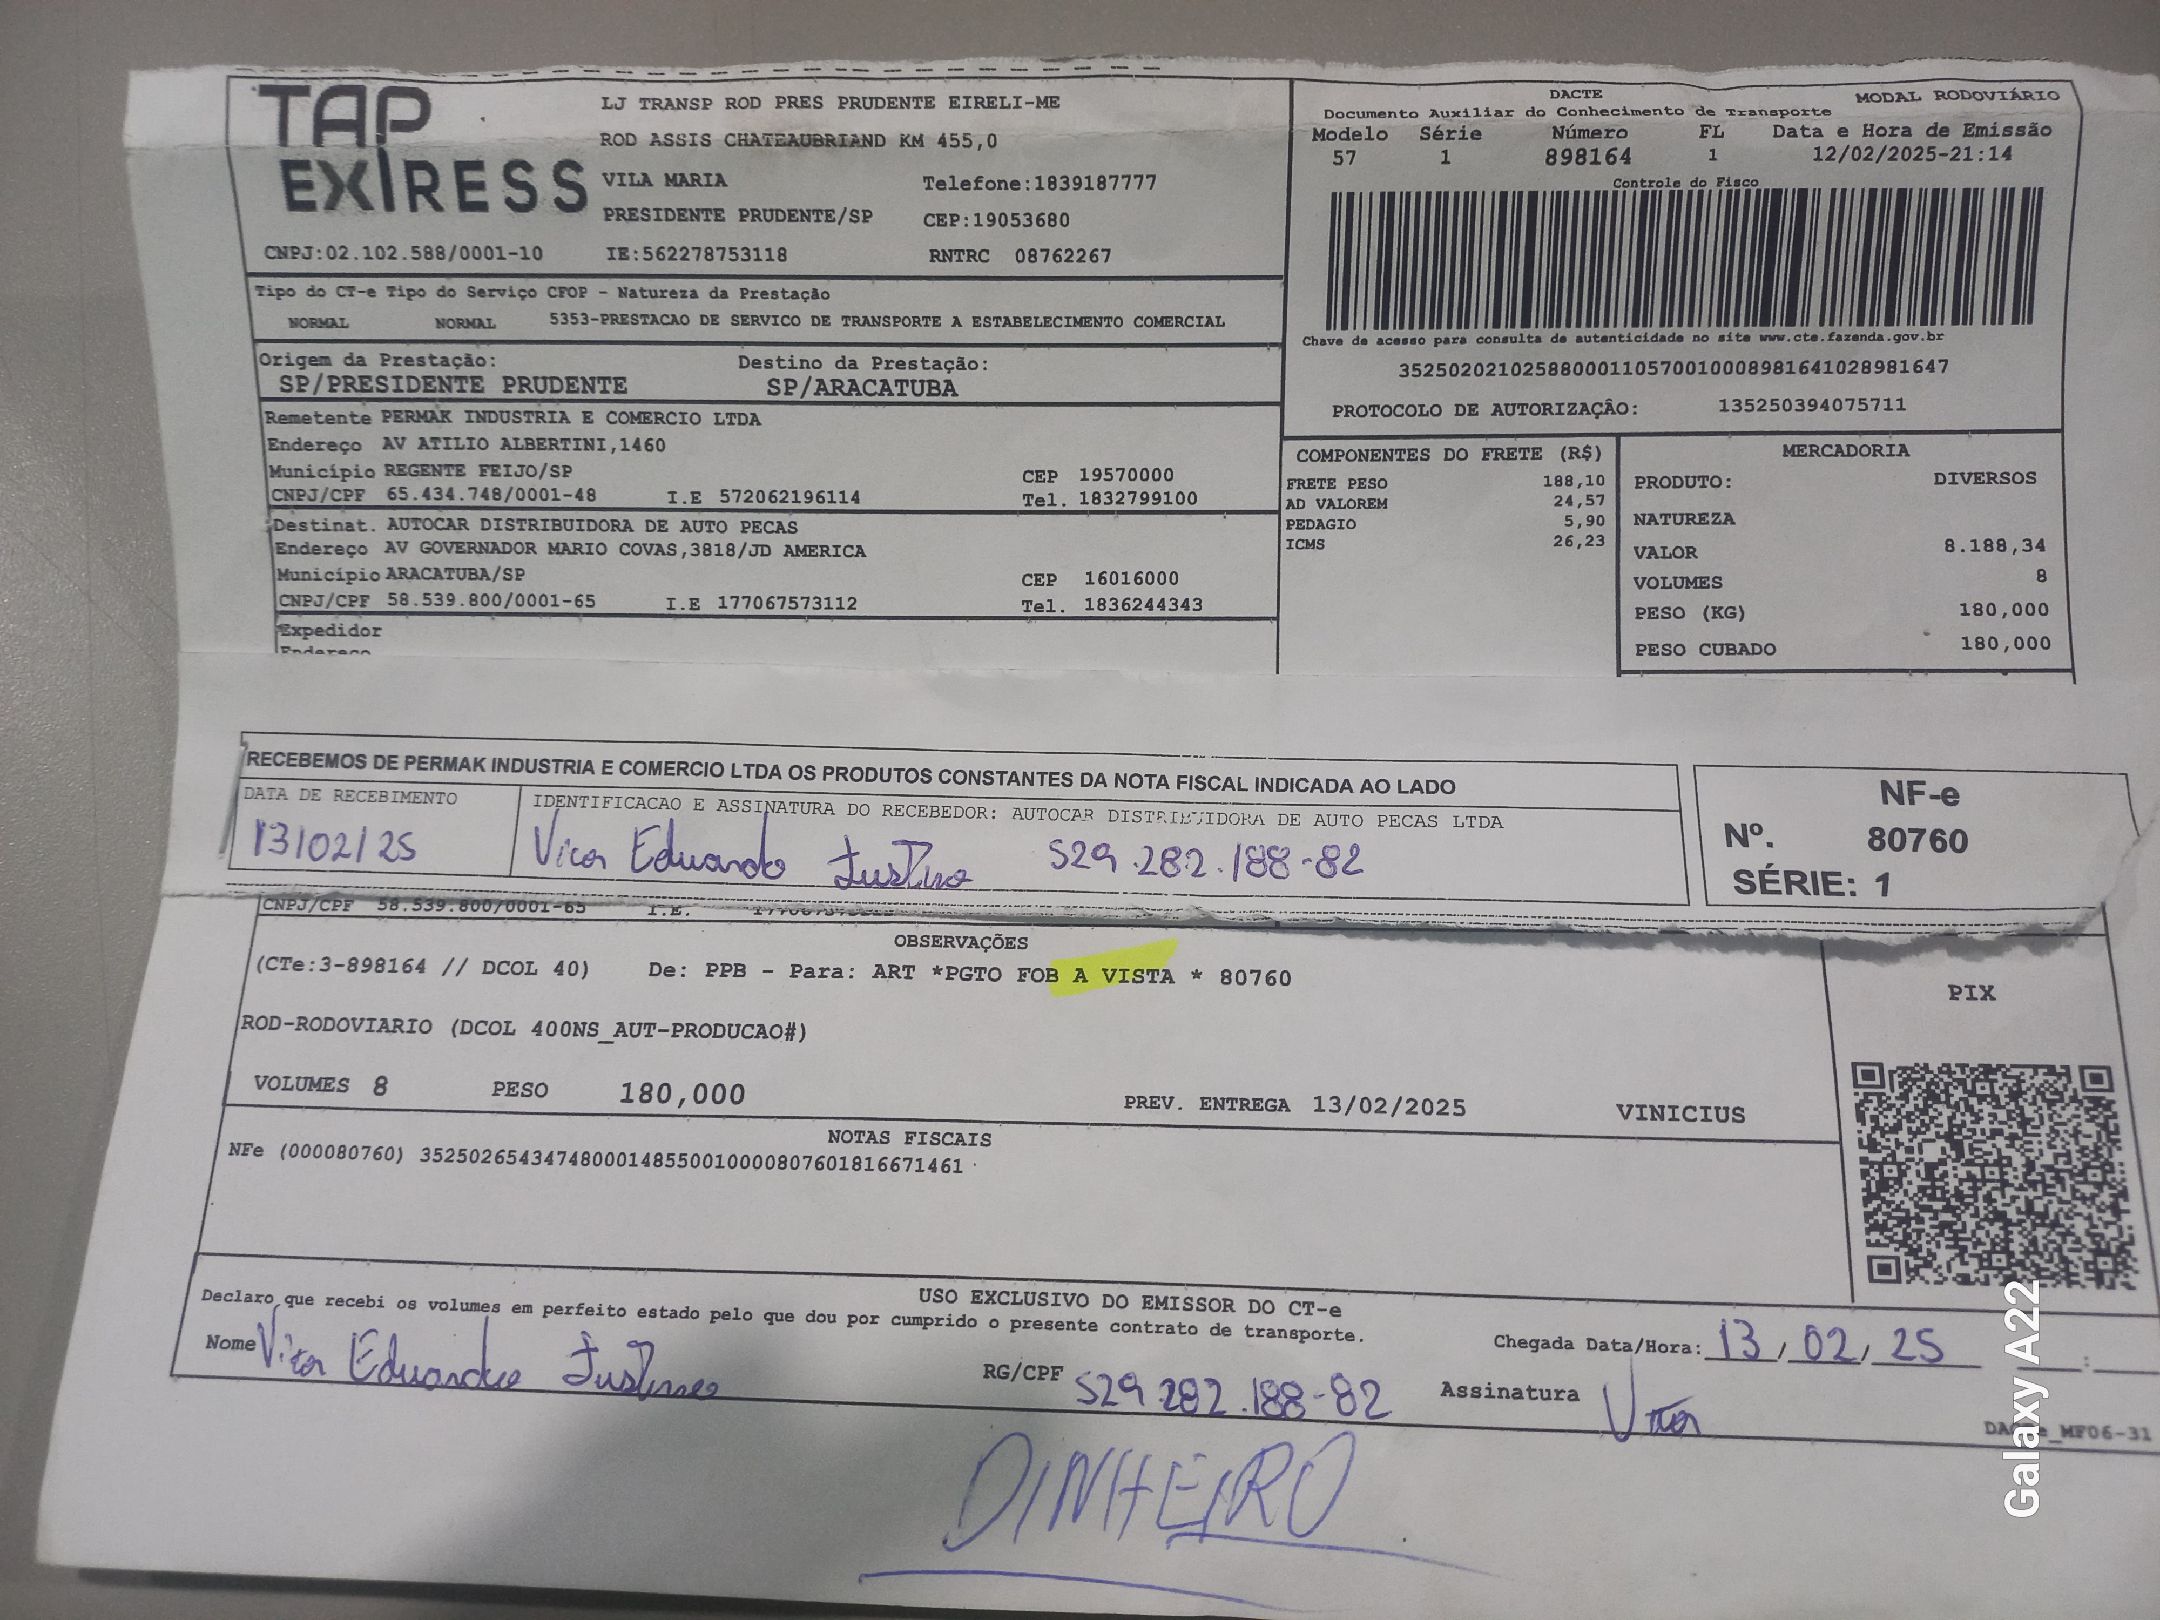 TAP
EXPRESS
LJ TRANSP ROD PRES PRUDENTE EIRELI-ME
ROD ASSIS CHATEAUBRIAND KM 455,0
VILA MARIA Telefone:1839187777
PRESIDENTE PRUDENTE/SP CEP:19053680
CNPJ:02.102.588/0001-10 IE:562278753118 RNTRC 08762267
DACTE MODAL RODOVIÁRIO
Documento Auxiliar do Conhecimento de Transporte
Modelo Série Número FL Data e Hora de Emissão
57 1 898164 1 12/02/2025-21:14
Controle do Fisco
Chave de acesso para consulta de autenticidade no site www.cte.fazenda.gov.br
35250202102588000110570010008981641028981647
PROTOCOLO DE AUTORIZAÇÂO: 135250394075711
Tipo do CT-e Tipo do Serviço CFOP - Natureza da Prestação
NORMAL NORMAL 5353-PRESTACAO DE SERVICO DE TRANSPORTE A ESTABELECIMENTO COMERCIAL
Origem da Prestação: Destino da Prestação:
SP/PRESIDENTE PRUDENTE SP/ARACATUBA
Remetente PERMAK INDUSTRIA E COMERCIO LTDA
Endereço AV ATILIO ALBERTINI,1460
Município REGENTE FEIJO/SP CEP 19570000
CNPJ/CPF 65.434.748/0001-48 I.E 572062196114 Tel. 1832799100
Destinat. AUTOCAR DISTRIBUIDORA DE AUTO PECAS
Endereço AV GOVERNADOR MARIO COVAS,3818/JD AMERICA
Município ARACATUBA/SP CEP 16016000
CNPJ/CPF 58.539.800/0001-65 I.E 177067573112 Tel. 1836244343
Expedidor
Endereço
COMPONENTES DO FRETE (R$)
FRETE PESO 188,10
AD VALOREM 24,57
PEDAGIO 5,90
ICMS 26,23
MERCADORIA
PRODUTO: DIVERSOS
NATUREZA
VALOR 8.188,34
VOLUMES 8
PESO (KG) 180,000
PESO CUBADO 180,000
RECEBEMOS DE PERMAK INDUSTRIA E COMERCIO LTDA OS PRODUTOS CONSTANTES DA NOTA FISCAL INDICADA AO LADO
DATA DE RECEBIMENTO IDENTIFICACAO E ASSINATURA DO RECEBEDOR: AUTOCAR DISTRIBUIDORA DE AUTO PECAS LTDA
13/02/25 Vitor Eduardo Justino 529.282.188-82
NF-e
Nº. 80760
SÉRIE: 1
CNPJ/CPF 58.539.800/0001-65 I.E.
OBSERVAÇÕES
(CTe:3-898164 // DCOL 40) De: PPB - Para: ART *PGTO FOB A VISTA * 80760
ROD-RODOVIARIO (DCOL 400NS_AUT-PRODUCAO#)
VOLUMES 8 PESO 180,000 PREV. ENTREGA 13/02/2025 VINICIUS
PIX
NOTAS FISCAIS
NFe (000080760) 35250265434748000148550010000807601816671461
USO EXCLUSIVO DO EMISSOR DO CT-e
Declaro que recebi os volumes em perfeito estado pelo que dou por cumprido o presente contrato de transporte.
Chegada Data/Hora: 13/02/25 :
Nome Vitor Eduardo Justino RG/CPF 529.282.188-82 Assinatura Vitor
DINHEIRO
Galaxy A22